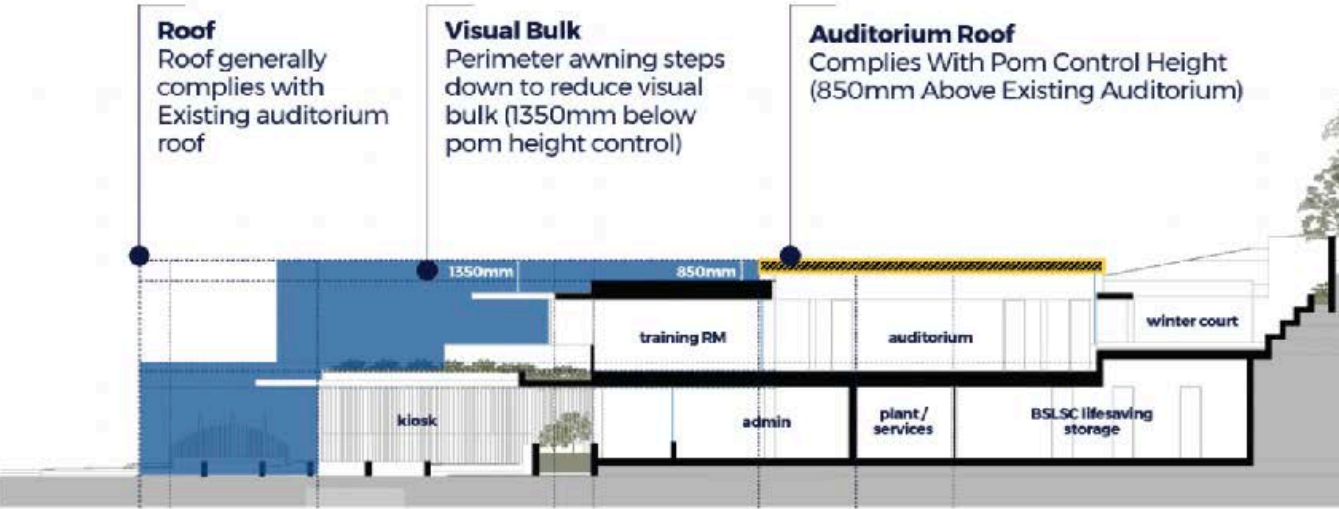 Roof
Roof generally
complies with
Existing auditorium
roof
Visual Bulk
Perimeter awning steps
down to reduce visual
bulk (1350mm below
pom height control)
Auditorium Roof
Complies With Pom Control Height
(850mm Above Existing Auditorium)
1350mm
850mm
training RM
auditorium
winter court
kiosk
admin
plant /
services
BSLSC lifesaving
storage